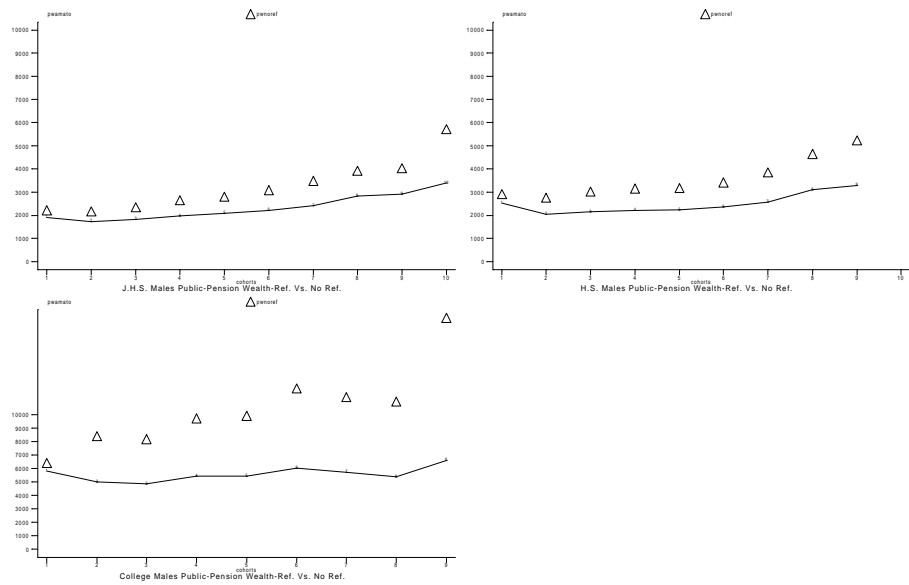 pwamato pwnoref
10000
9000
8000
7000
6000
5000
4000
3000
2000
1000
0
1 2 3 4 5 6 7 8 9 10
cohorts
J.H.S. Males Public-Pension Wealth-Ref. Vs. No Ref.
pwamato pwnoref
10000
9000
8000
7000
6000
5000
4000
3000
2000
1000
0
1 2 3 4 5 6 7 8 9 10
cohorts
H.S. Males Public-Pension Wealth-Ref. Vs. No Ref.
pwamato pwnoref
10000
9000
8000
7000
6000
5000
4000
3000
2000
1000
0
1 2 3 4 5 6 7 8 9
cohorts
College Males Public-Pension Wealth-Ref. Vs. No Ref.